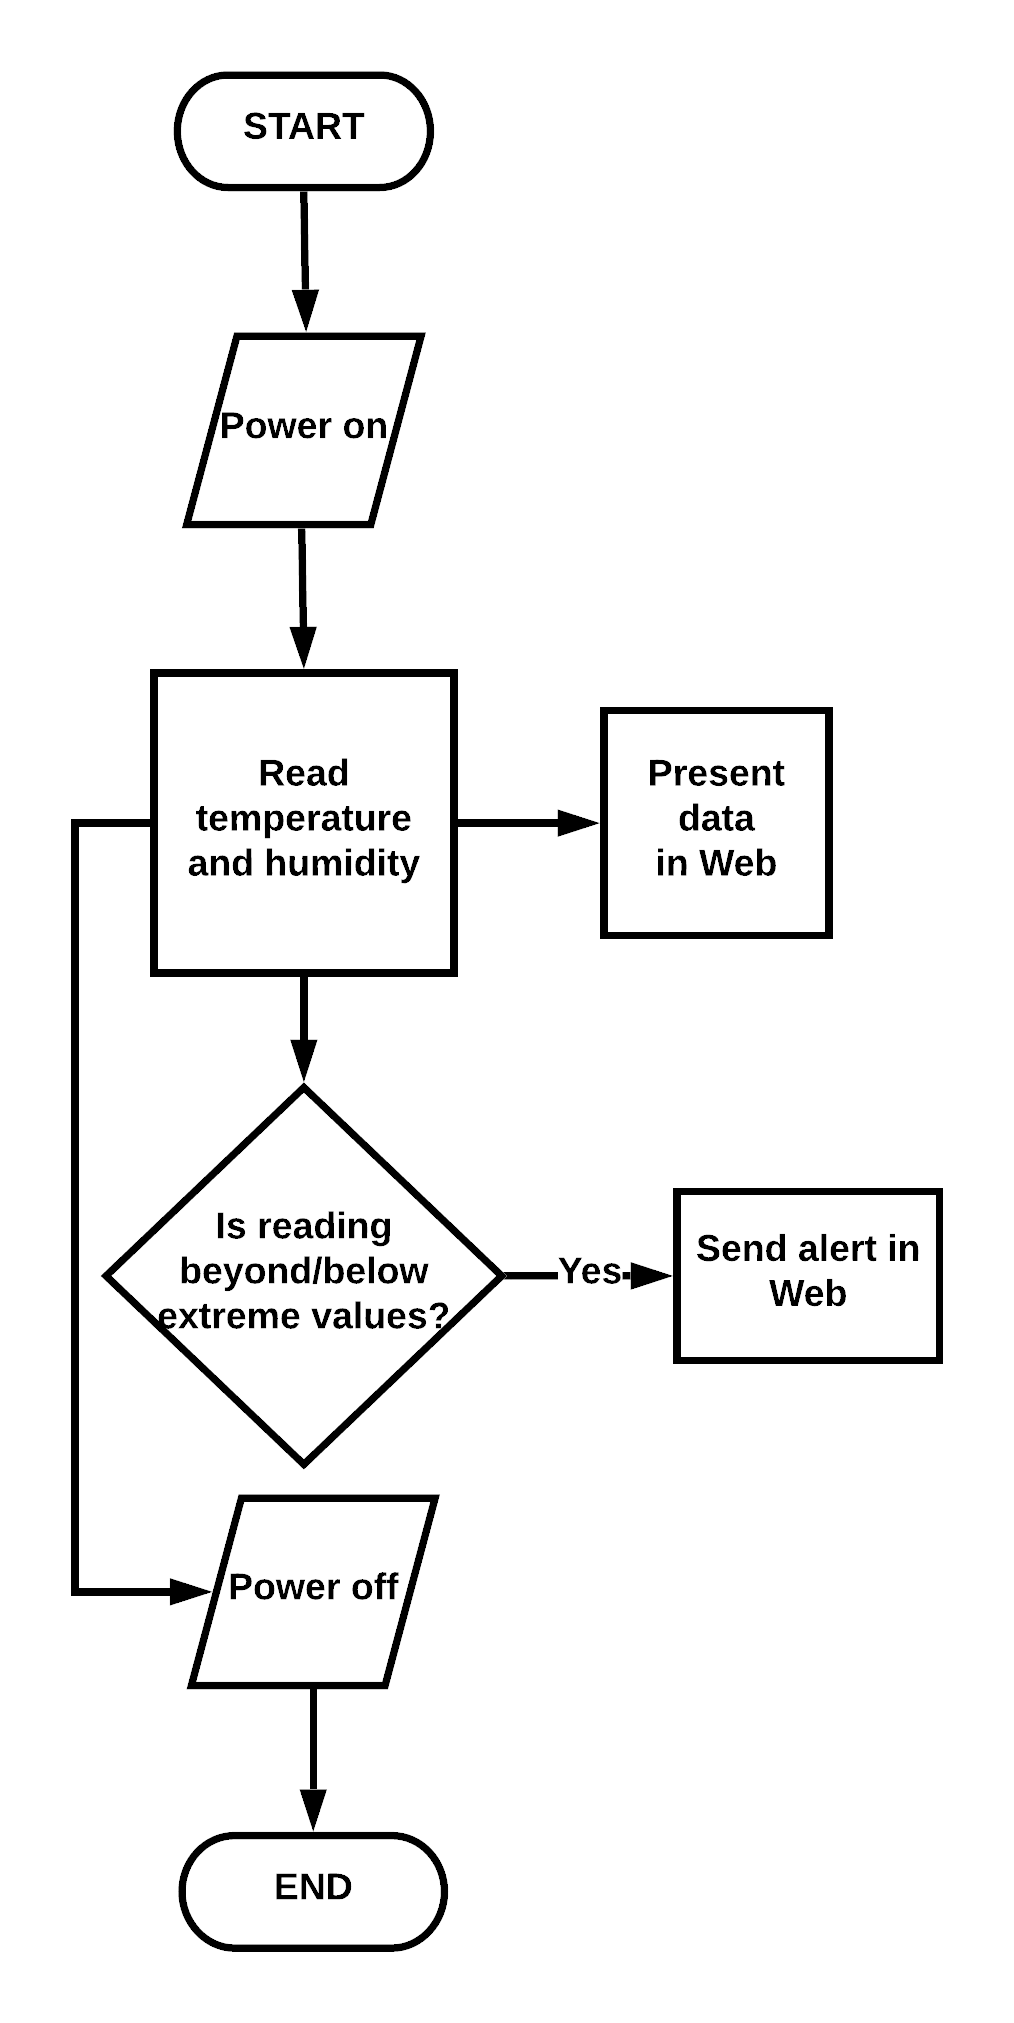 START
Power on
Read
temperature
and humidity
Present
data
in Web
Is reading
beyond/below
extreme values?
Yes
Send alert in
Web
Power off
END